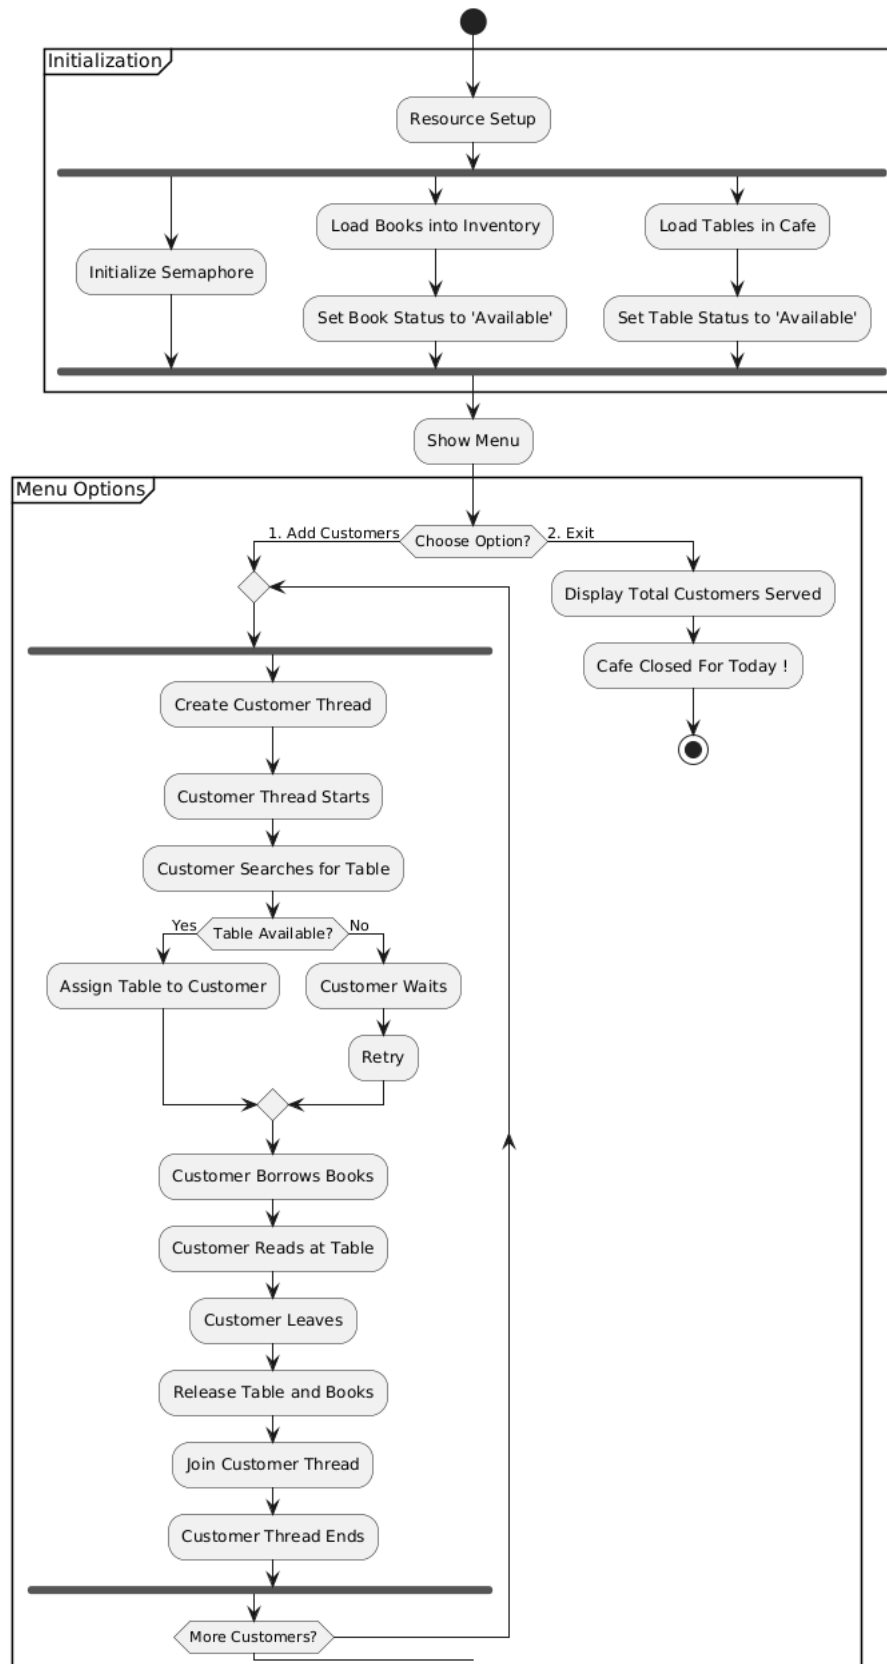 Initialization
Resource Setup
Load Books into Inventory
Load Tables in Cafe
Initialize Semaphore
Set Book Status to 'Available'
Set Table Status to 'Available'
Show Menu
Menu Options
1. Add Customers
Choose Option?
2. Exit
Display Total Customers Served
Cafe Closed For Today !
Create Customer Thread
Customer Thread Starts
Customer Searches for Table
Yes
Table Available?
No
Assign Table to Customer
Customer Waits
Retry
Customer Borrows Books
Customer Reads at Table
Customer Leaves
Release Table and Books
Join Customer Thread
Customer Thread Ends
More Customers?